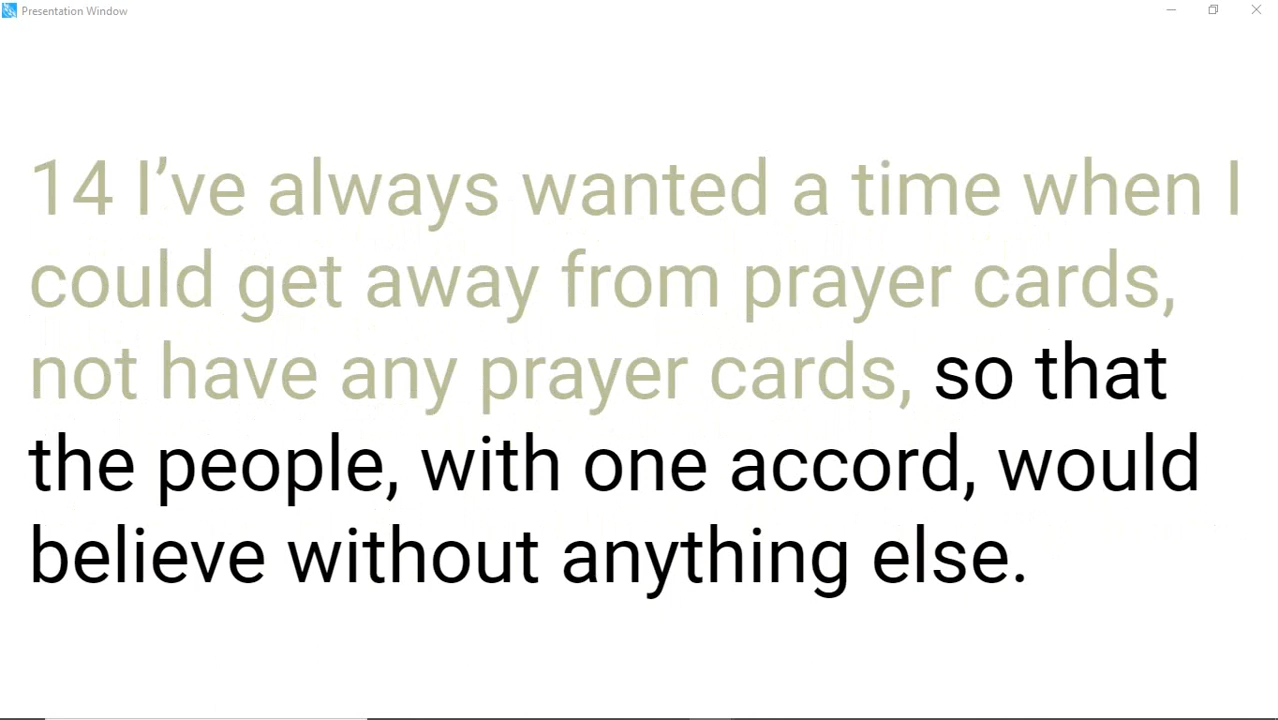 Presentation Window
14 I’ve always wanted a time when I
could get away from prayer cards,
not have any prayer cards, so that
the people, with one accord, would
believe without anything else.